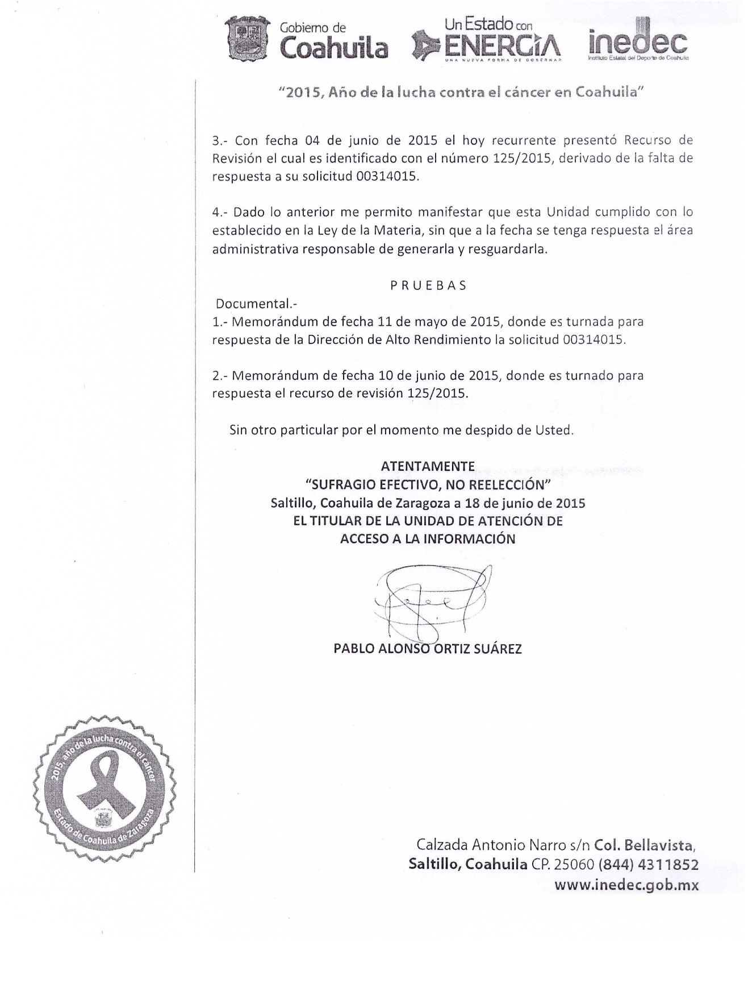 Gobierno de
Coahuila
Un Estado con
ENERGÍA
UNA NUEVA FORMA DE GOBERNAR
inedec
Instituto Estatal del Deporte de Coahuila
"2015, Año de la lucha contra el cáncer en Coahuila"
3.- Con fecha 04 de junio de 2015 el hoy recurrente presentó Recurso de
Revisión el cual es identificado con el número 125/2015, derivado de la falta de
respuesta a su solicitud 00314015.
4.- Dado lo anterior me permito manifestar que esta Unidad cumplido con lo
establecido en la Ley de la Materia, sin que a la fecha se tenga respuesta el área
administrativa responsable de generarla y resguardarla.
P R U E B A S
Documental.-
1.- Memorándum de fecha 11 de mayo de 2015, donde es turnada para
respuesta de la Dirección de Alto Rendimiento la solicitud 00314015.
2.- Memorándum de fecha 10 de junio de 2015, donde es turnado para
respuesta el recurso de revisión 125/2015.
Sin otro particular por el momento me despido de Usted.
ATENTAMENTE
"SUFRAGIO EFECTIVO, NO REELECCIÓN"
Saltillo, Coahuila de Zaragoza a 18 de junio de 2015
EL TITULAR DE LA UNIDAD DE ATENCIÓN DE
ACCESO A LA INFORMACIÓN
PABLO ALONSO ORTIZ SUÁREZ
2015, año de la lucha contra el cáncer
Estado de Coahuila de Zaragoza
Calzada Antonio Narro s/n Col. Bellavista,
Saltillo, Coahuila CP. 25060 (844) 4311852
www.inedec.gob.mx